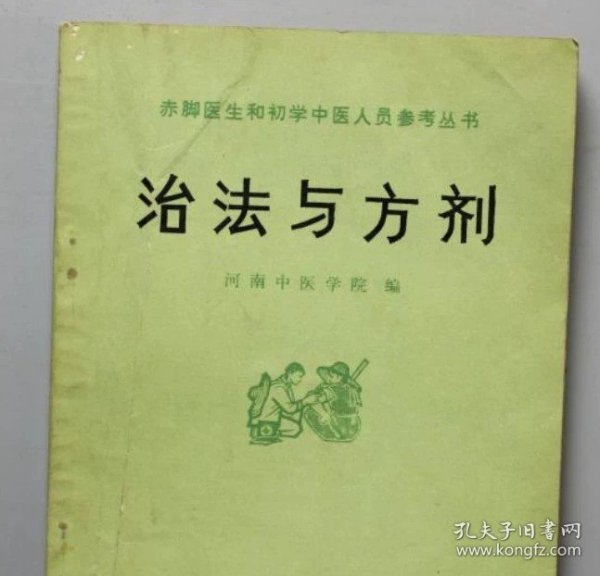 赤脚医生和初学中医人员参考丛书
治法与方剂
河南中医学院 编
孔夫子旧书网
www.kongfz.com